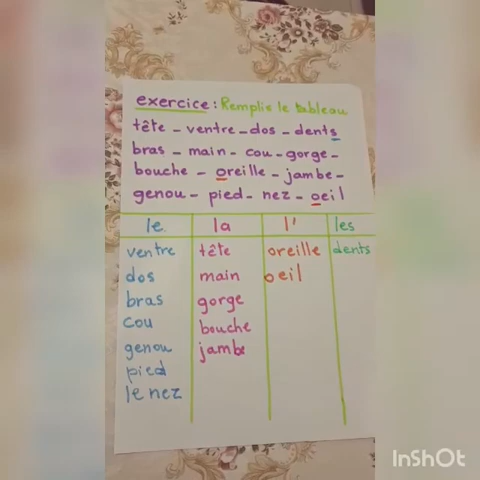 exercice : Remplis le tableau
tête - ventre - dos - dents
bras - main - cou - gorge -
bouche - oreille - jambe -
genou - pied - nez - oeil
le la l' les
ventre tête oreille dents
dos main oeil
bras gorge
cou bouche
genou jambe
pied
le nez
InShOt